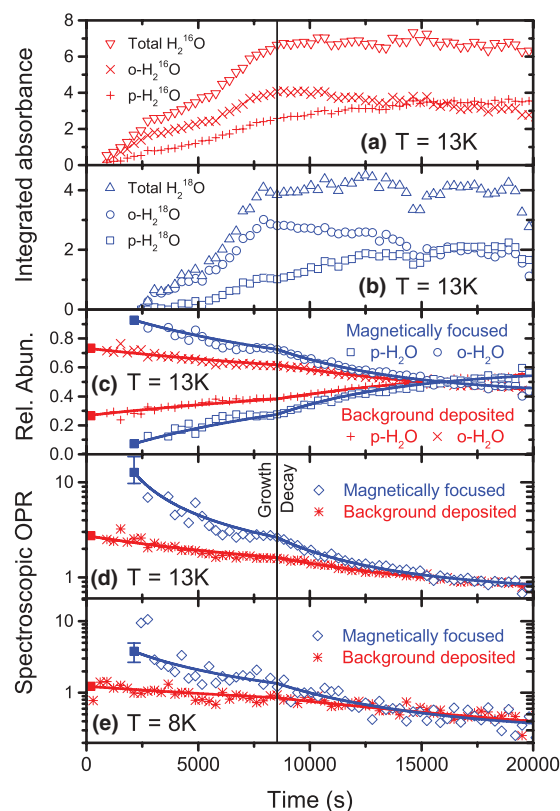 8
6
4
2
0
Integrated absorbance
Total H₂¹⁶O
o-H₂¹⁶O
p-H₂¹⁶O
(a) T = 13K
4
2
0
Total H₂¹⁸O
o-H₂¹⁸O
p-H₂¹⁸O
(b) T = 13K
0.8
0.6
0.4
0.2
0.0
Rel. Abun.
Magnetically focused
p-H₂O o-H₂O
(c) T = 13K
Background deposited
p-H₂O o-H₂O
10
1
Spectroscopic OPR
Growth
Decay
Magnetically focused
Background deposited
(d) T = 13K
10
1
Magnetically focused
Background deposited
(e) T = 8K
0 5000 10000 15000 20000
Time (s)